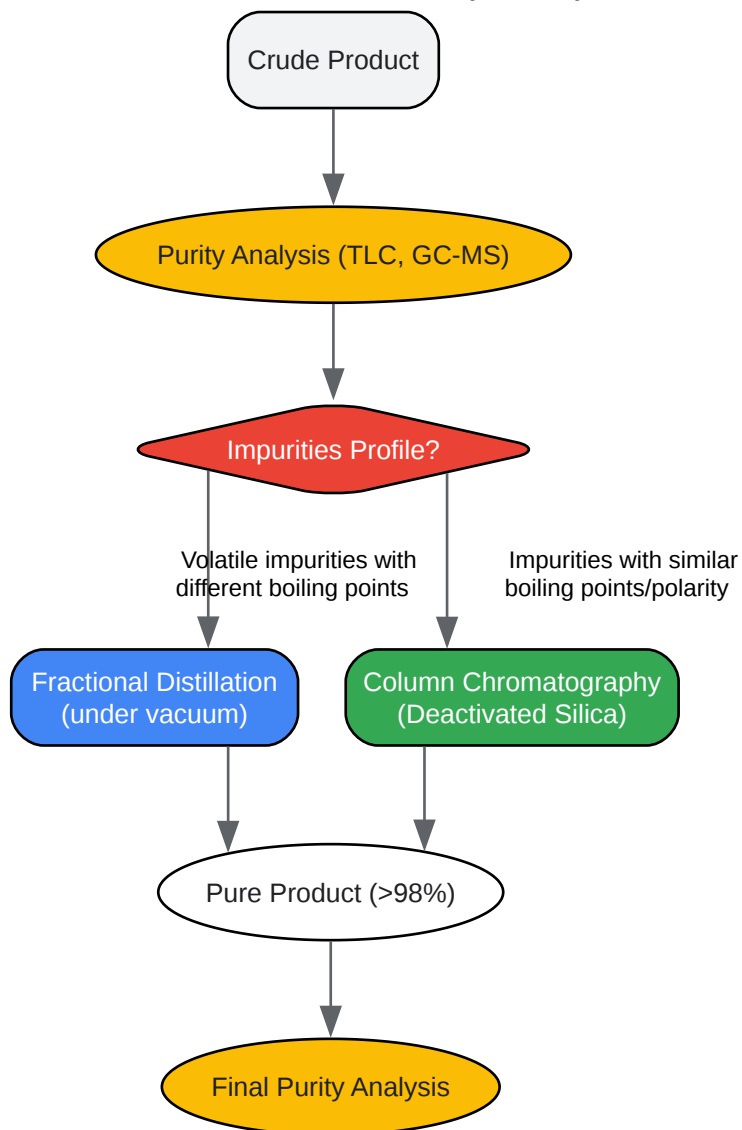 Crude Product
Purity Analysis (TLC, GC-MS)
Impurities Profile?
Volatile impurities with
different boiling points
Impurities with similar
boiling points/polarity
Fractional Distillation
(under vacuum)
Column Chromatography
(Deactivated Silica)
Pure Product (>98%)
Final Purity Analysis